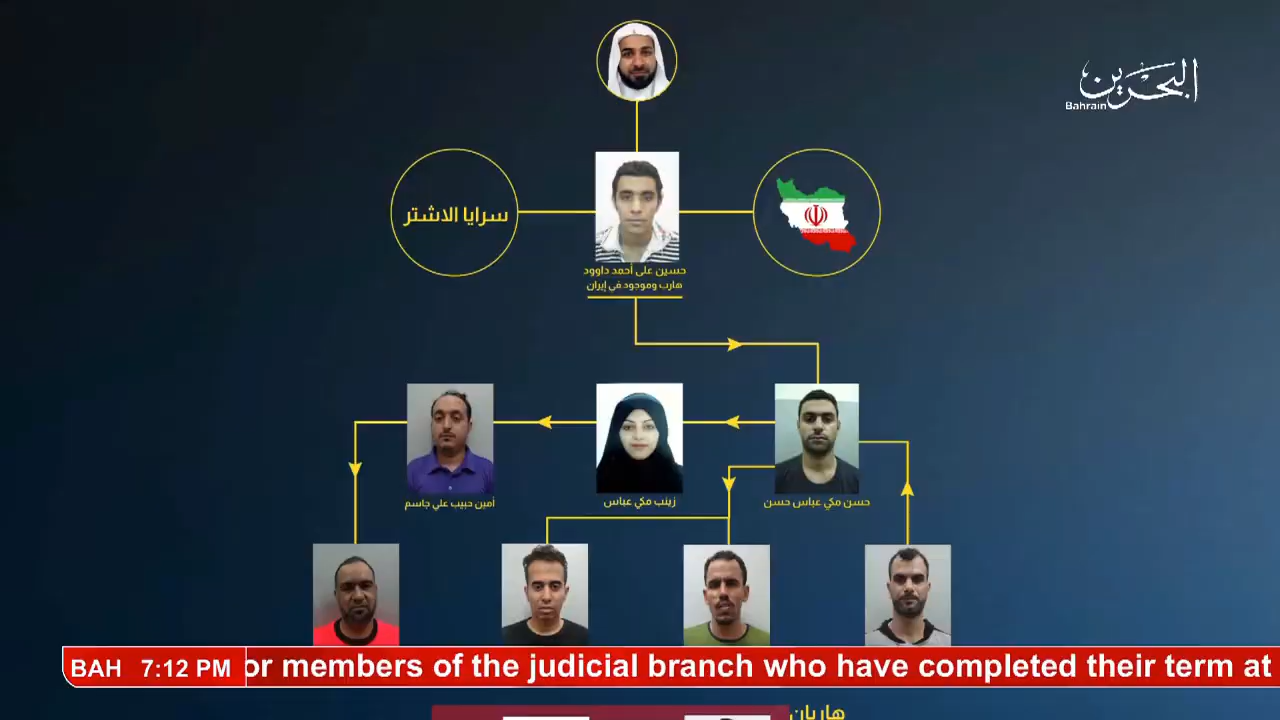 البحرين
Bahrain
سرايا الاشتر
حسين علي أحمد داوود
هارب وموجود في إيران
أمين حبيب علي جاسم
زينب مكي عباس
حسن مكي عباس حسن
BAH 7:12 PM
or members of the judicial branch who have completed their term at
هاربان